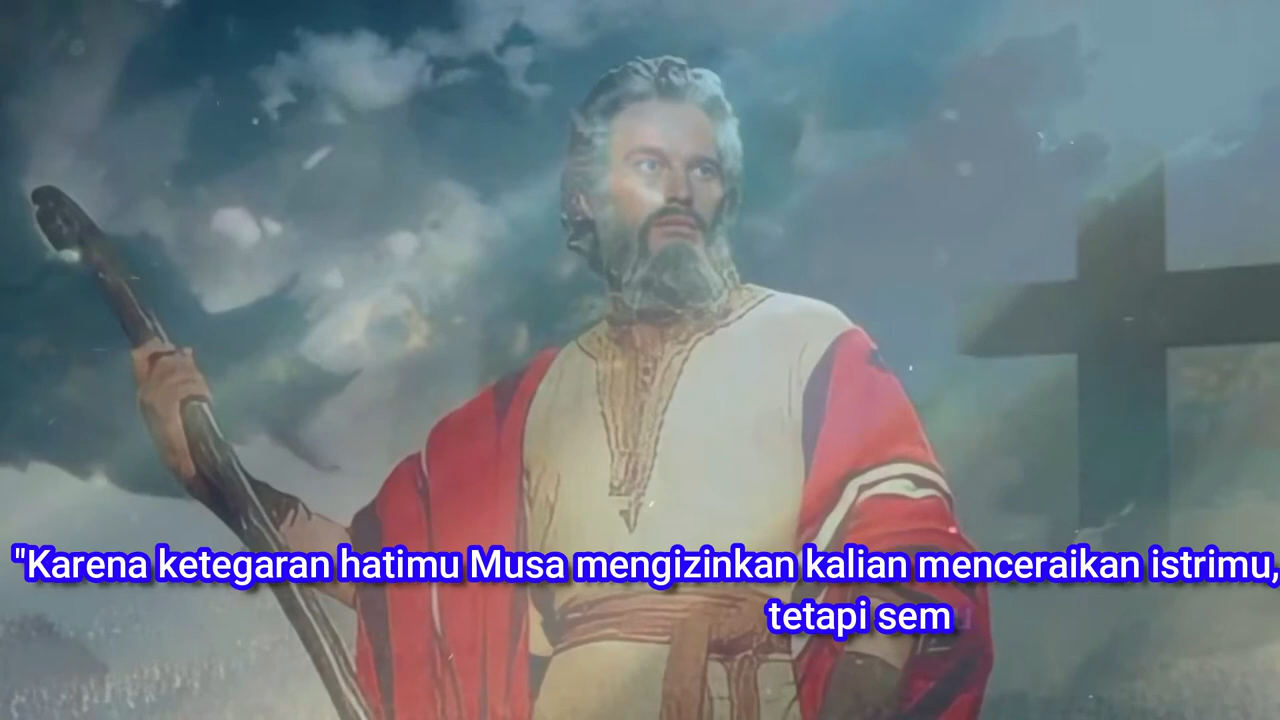 "Karena ketegaran hatimu Musa mengizinkan kalian menceraikan istrimu,
tetapi sem